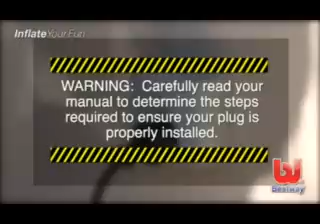 Inflate Your Fun
WARNING: Carefully read your
manual to determine the steps
required to ensure your plug is
properly installed.
Bestway